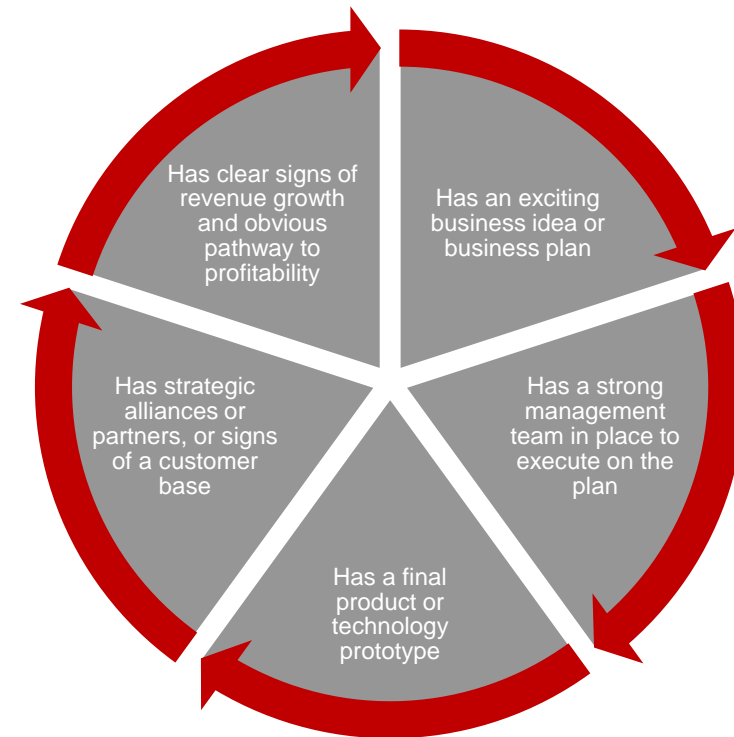 Has an exciting
business idea or
business plan
Has a strong
management
team in place to
execute on the
plan
Has a final
product or
technology
prototype
Has strategic
alliances or
partners, or signs
of a customer
base
Has clear signs of
revenue growth
and obvious
pathway to
profitability